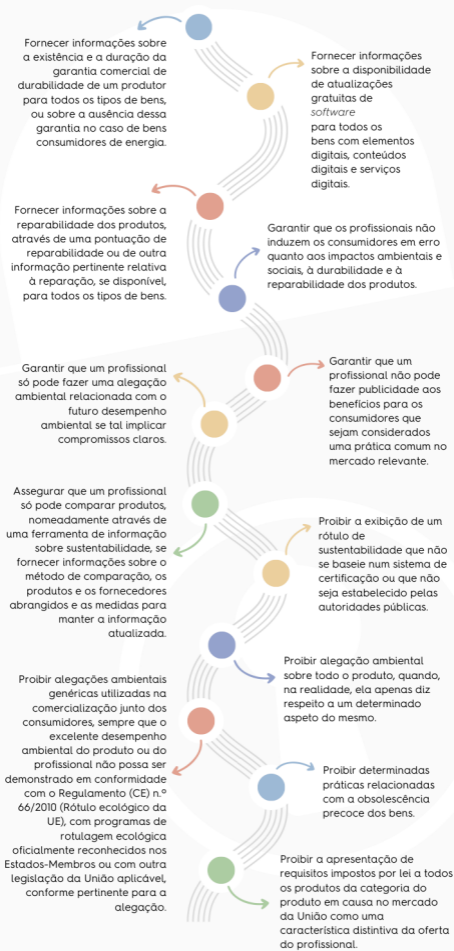 Fornecer informações sobre
a existência e a duração da
garantia comercial de
durabilidade de um produtor
para todos os tipos de bens,
ou sobre a ausência dessa
garantia no caso de bens
consumidores de energia.
Fornecer informações
sobre a disponibilidade
de atualizações
gratuitas de
software
para todos os
bens com elementos
digitais, conteúdos
digitais e serviços
digitais.
Fornecer informações sobre a
reparabilidade dos produtos,
através de uma pontuação de
reparabilidade ou de outra
informação pertinente relativa
à reparação, se disponível,
para todos os tipos de bens.
Garantir que os profissionais não
induzem os consumidores em erro
quanto aos impactos ambientais e
sociais, à durabilidade e à
reparabilidade dos produtos.
Garantir que um
profissional não pode
fazer publicidade aos
benefícios para os
consumidores que
sejam considerados
uma prática comum no
mercado relevante.
Garantir que um profissional
só pode fazer uma alegação
ambiental relacionada com o
futuro desempenho
ambiental se tal implicar
compromissos claros.
Assegurar que um profissional
só pode comparar produtos,
nomeadamente através de
uma ferramenta de informação
sobre sustentabilidade, se
fornecer informações sobre o
método de comparação, os
produtos e os fornecedores
abrangidos e as medidas para
manter a informação
atualizada.
Proibir a exibição de um
rótulo de
sustentabilidade que não
se baseie num sistema de
certificação ou que não
seja estabelecido pelas
autoridades públicas.
Proibir alegação ambiental
sobre todo o produto, quando,
na realidade, ela apenas diz
respeito a um determinado
aspeto do mesmo.
Proibir alegações ambientais
genéricas utilizadas na
comercialização junto dos
consumidores, sempre que o
excelente desempenho
ambiental do produto ou do
profissional não possa ser
demonstrado em conformidade
com o Regulamento (CE) n.º
66/2010 (Rótulo ecológico da
UE), com programas de
rotulagem ecológica
oficialmente reconhecidos nos
Estados-Membros ou com outra
legislação da União aplicável,
conforme pertinente para a
alegação.
Proibir determinadas
práticas relacionadas
com a obsolescência
precoce dos bens.
Proibir a apresentação de
requisitos impostos por lei a todos
os produtos da categoria do
produto em causa no mercado
da União como uma
característica distintiva da oferta
do profissional.